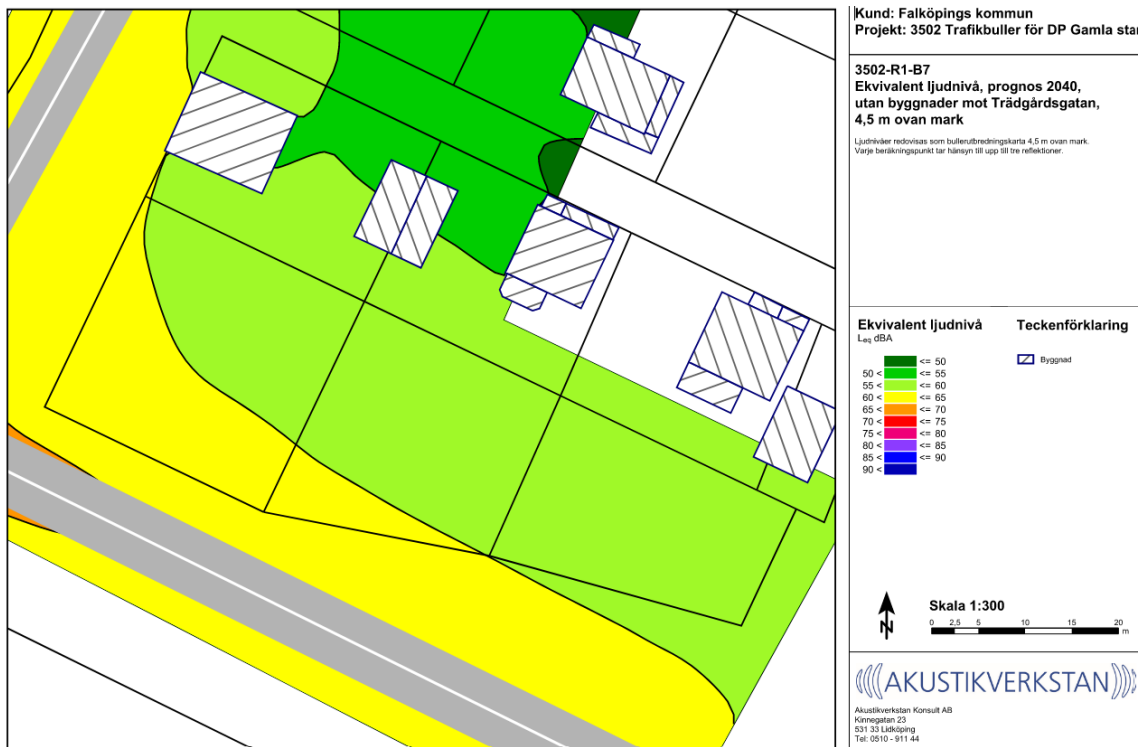 Kund: Falköpings kommun
Projekt: 3502 Trafikbuller för DP Gamla star
3502-R1-B7
Ekvivalent ljudnivå, prognos 2040,
utan byggnader mot Trädgårdsgatan,
4,5 m ovan mark
Ljudnivåer redovisas som bullerutbredningskarta 4,5 m ovan mark.
Varje beräkningspunkt tar hänsyn till upp till tre reflektioner.
Ekvivalent ljudnivå
Leq dBA
<= 50
50 < <= 55
55 < <= 60
60 < <= 65
65 < <= 70
70 < <= 75
75 < <= 80
80 < <= 85
85 < <= 90
90 <
Teckenförklaring
Byggnad
N
Skala 1:300
0 2,5 5 10 15 20
m
AKUSTIKVERKSTAN
Akustikverkstan Konsult AB
Kinnegatan 23
531 33 Lidköping
Tel: 0510 - 911 44